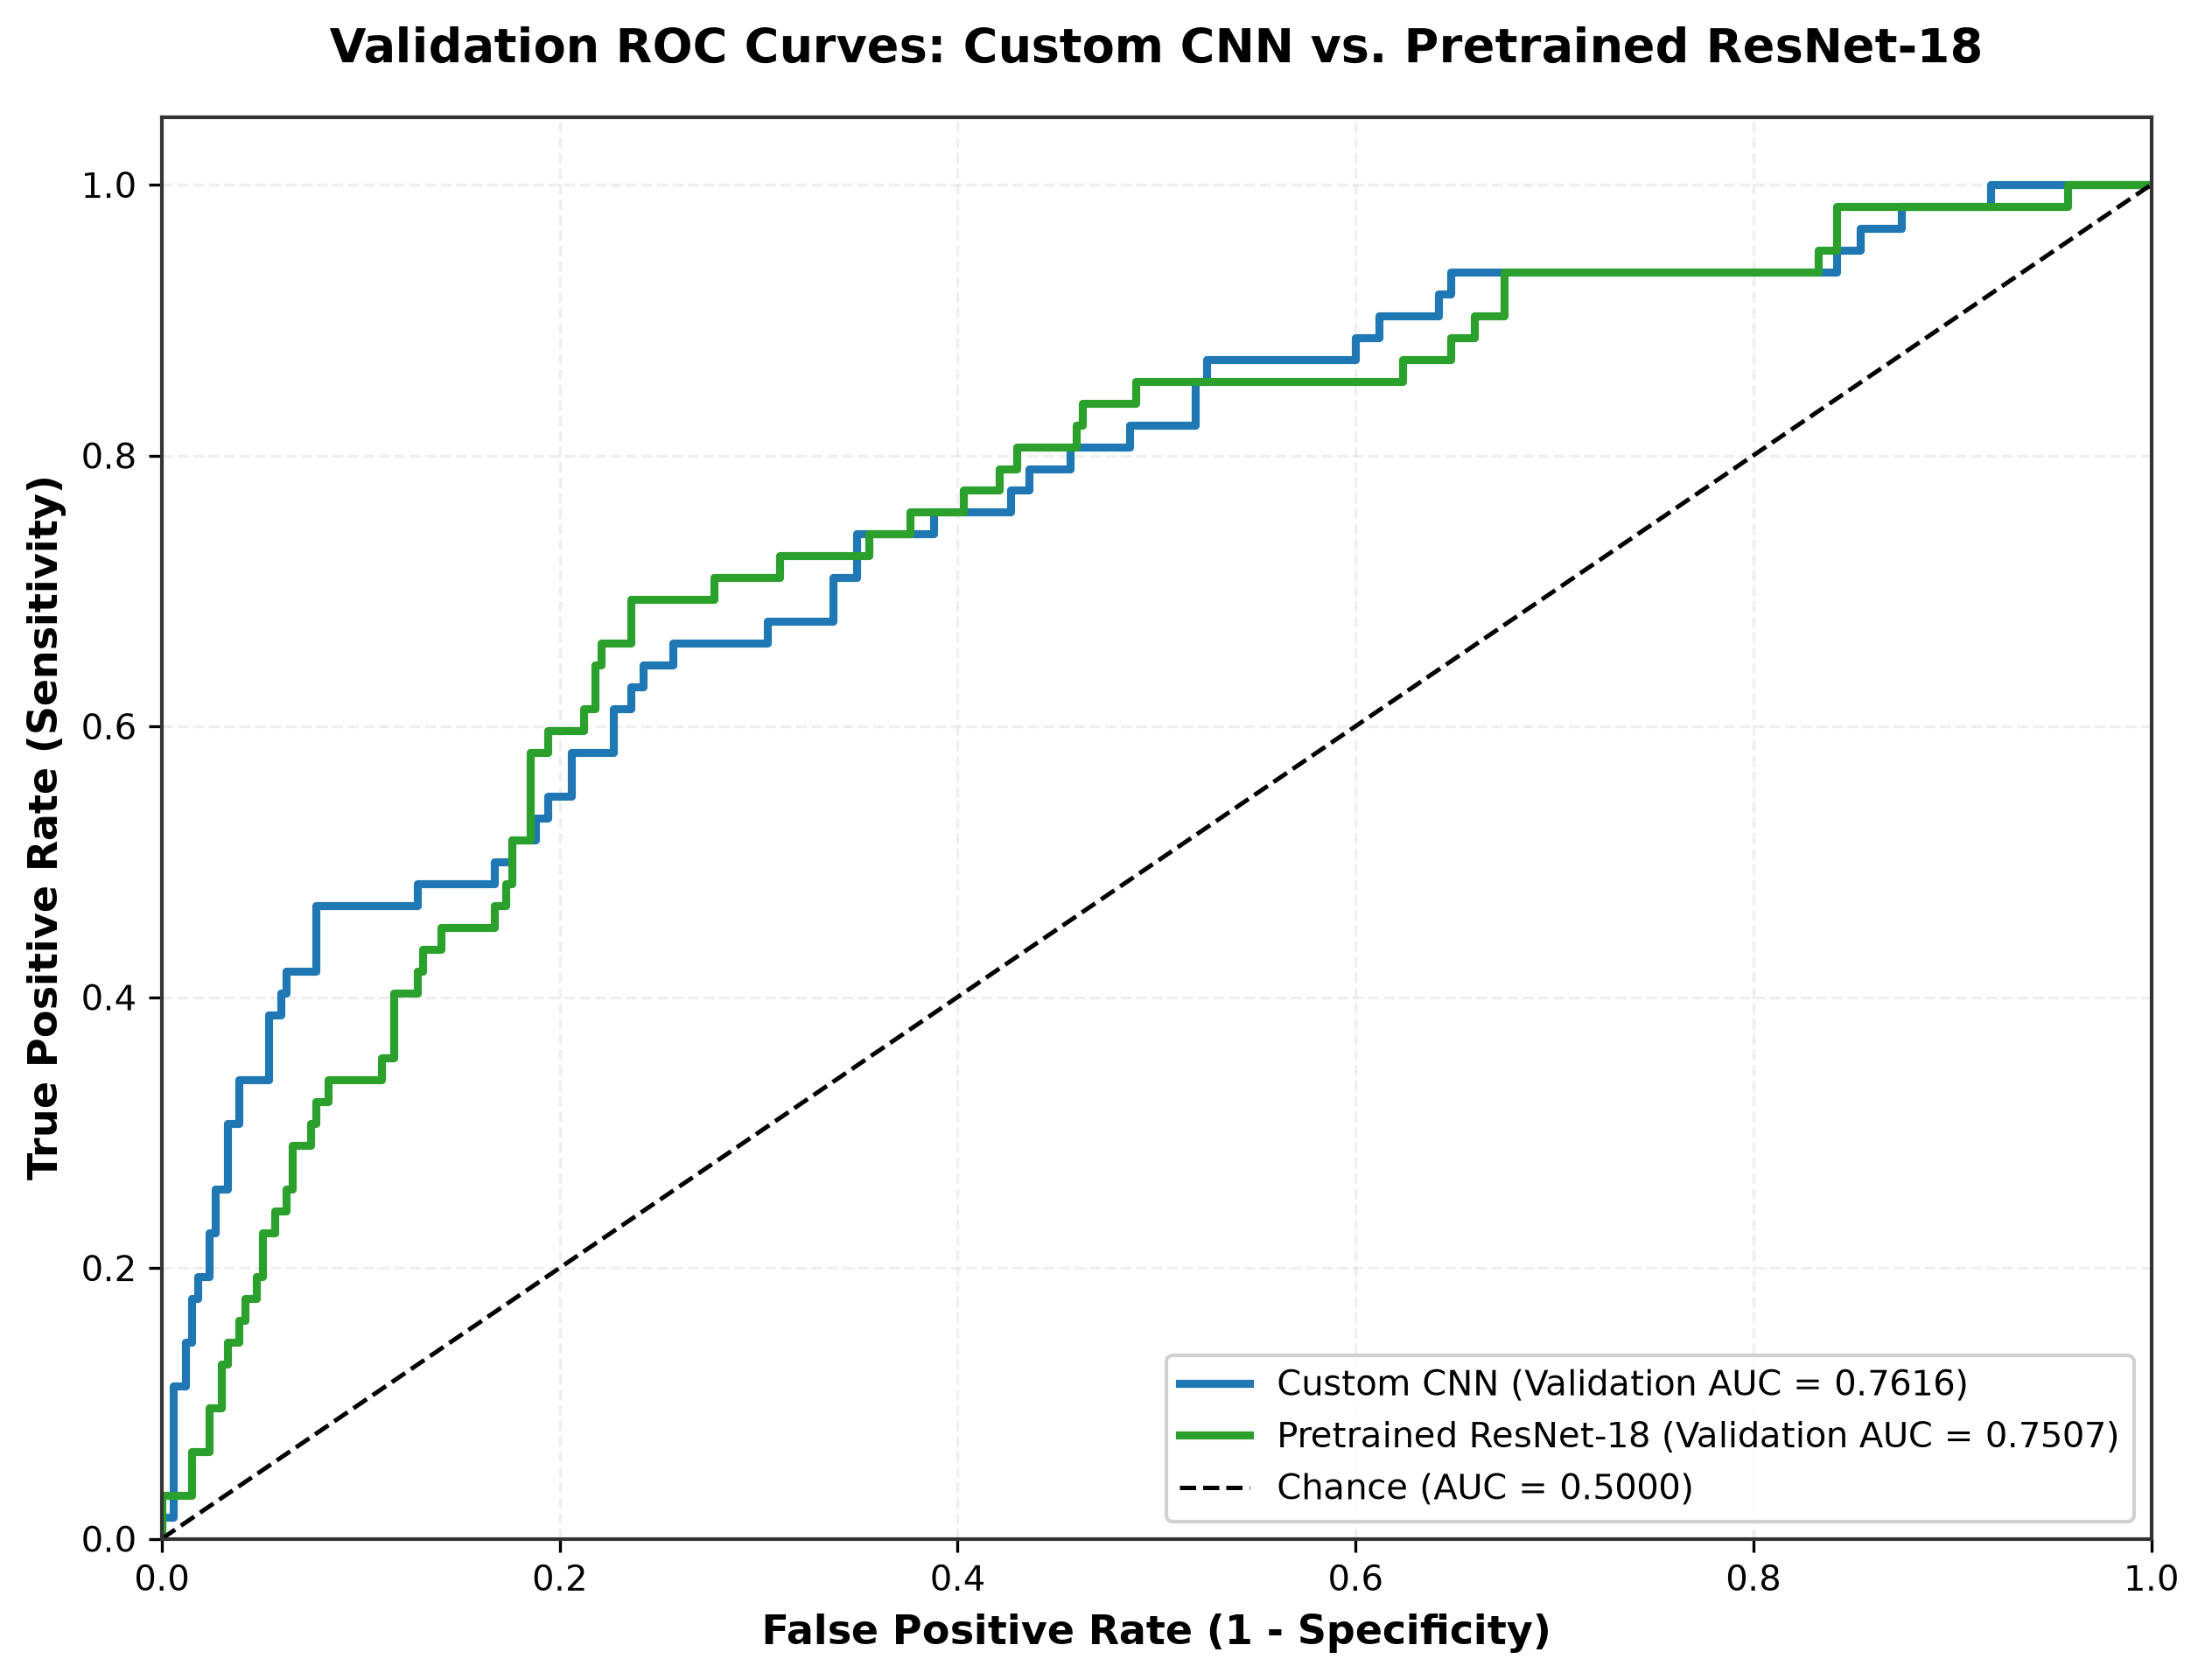 Validation ROC Curves: Custom CNN vs. Pretrained ResNet-18
True Positive Rate (Sensitivity)
1.0
0.8
0.6
0.4
0.2
0.0
Custom CNN (Validation AUC = 0.7616)
Pretrained ResNet-18 (Validation AUC = 0.7507)
Chance (AUC = 0.5000)
0.0 0.2 0.4 0.6 0.8 1.0
False Positive Rate (1 - Specificity)